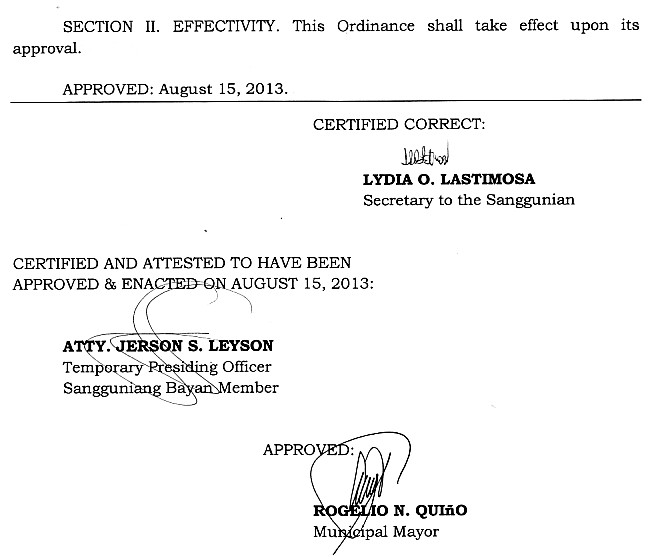 SECTION II. EFFECTIVITY. This Ordinance shall take effect upon its
approval.
APPROVED: August 15, 2013.
CERTIFIED CORRECT:
LYDIA O. LASTIMOSA
Secretary to the Sanggunian
CERTIFIED AND ATTESTED TO HAVE BEEN
APPROVED & ENACTED ON AUGUST 15, 2013:
ATTY. JERSON S. LEYSON
Temporary Presiding Officer
Sangguniang Bayan Member
APPROVED:
ROGELIO N. QUIñO
Municipal Mayor